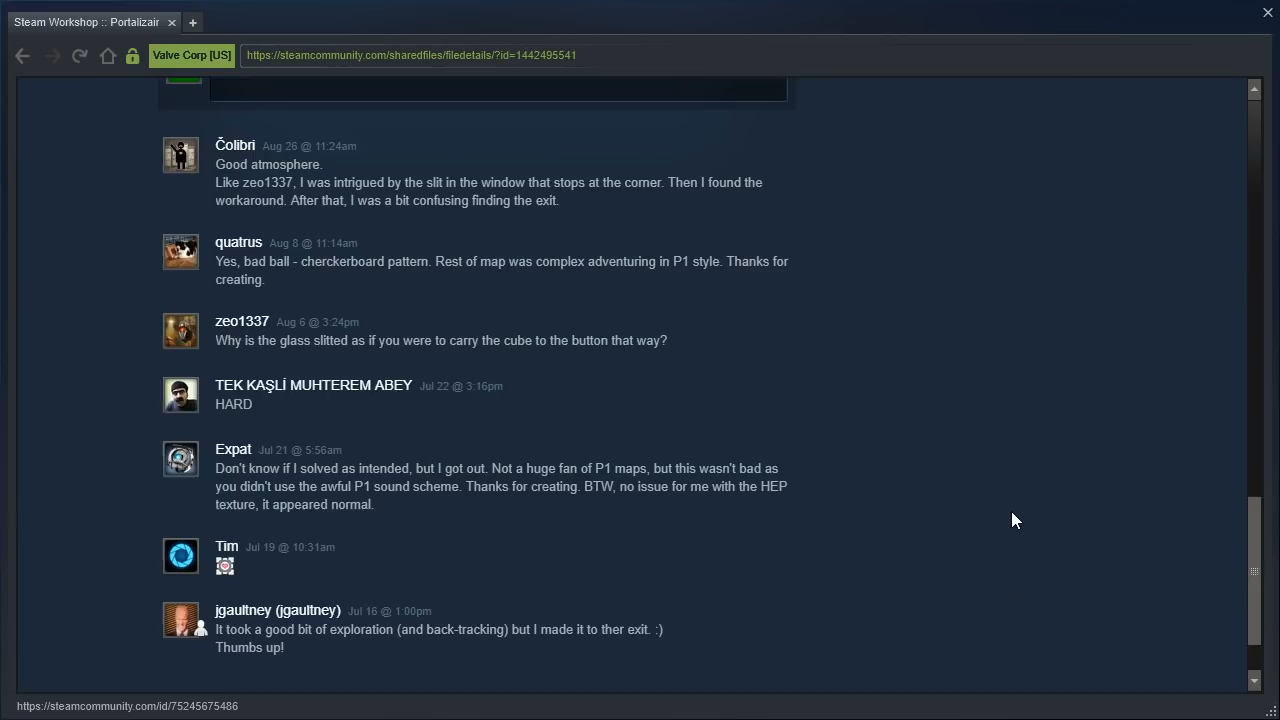 Steam Workshop :: Portalizair
Valve Corp [US]
https://steamcommunity.com/sharedfiles/filedetails/?id=1442495541
Čolibri Aug 26 @ 11:24am
Good atmosphere.
Like zeo1337, I was intrigued by the slit in the window that stops at the corner. Then I found the
workaround. After that, I was a bit confusing finding the exit.
quatrus Aug 8 @ 11:14am
Yes, bad ball - cherckerboard pattern. Rest of map was complex adventuring in P1 style. Thanks for
creating.
zeo1337 Aug 6 @ 3:24pm
Why is the glass slitted as if you were to carry the cube to the button that way?
TEK KAŞLİ MUHTEREM ABEY Jul 22 @ 3:16pm
HARD
Expat Jul 21 @ 5:56am
Don't know if I solved as intended, but I got out. Not a huge fan of P1 maps, but this wasn't bad as
you didn't use the awful P1 sound scheme. Thanks for creating. BTW, no issue for me with the HEP
texture, it appeared normal.
Tim Jul 19 @ 10:31am
jgaultney (jgaultney) Jul 16 @ 1:00pm
It took a good bit of exploration (and back-tracking) but I made it to ther exit. :)
Thumbs up!
https://steamcommunity.com/id/75245675486